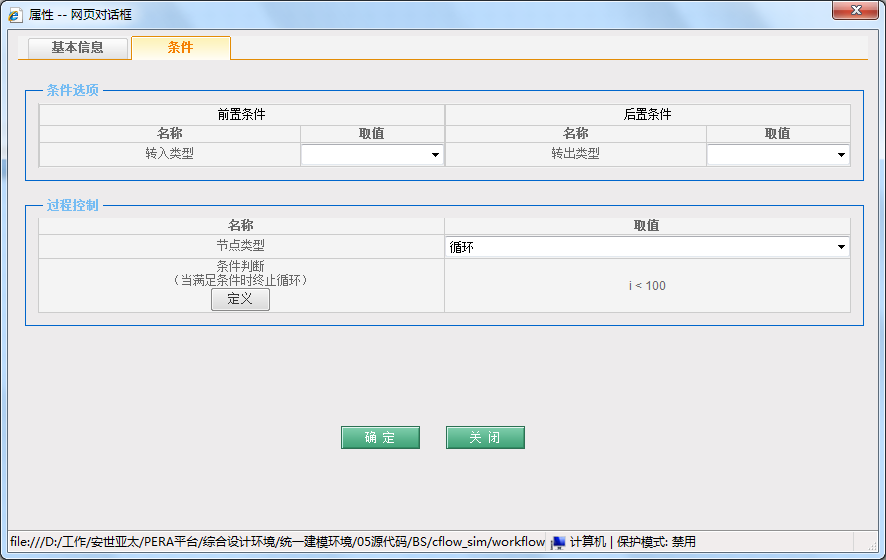 属性 -- 网页对话框
基本信息 条件
条件选项
前置条件 后置条件
名称 取值 名称 取值
转入类型 转出类型
过程控制
名称 取值
节点类型 循环
条件判断
（当满足条件时终止循环）
i < 100
定义
确 定 关 闭
file:///D:/工作/安世亚太/PERA平台/综合设计环境/统一建模环境/05源代码/BS/cflow_sim/workflow 计算机 | 保护模式: 禁用